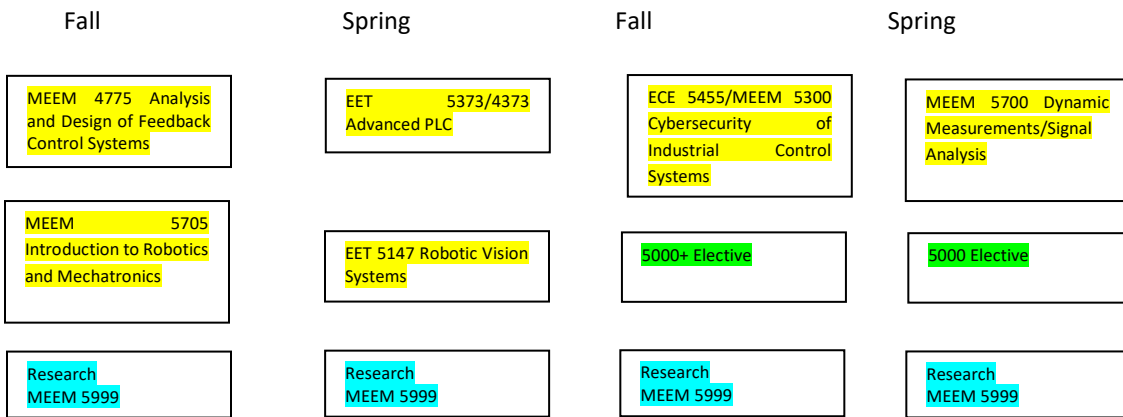 Fall Spring Fall Spring
MEEM 4775 Analysis
and Design of Feedback
Control Systems
EET 5373/4373
Advanced PLC
ECE 5455/MEEM 5300
Cybersecurity of
Industrial Control
Systems
MEEM 5700 Dynamic
Measurements/Signal
Analysis
MEEM 5705
Introduction to Robotics
and Mechatronics
EET 5147 Robotic Vision
Systems
5000+ Elective
5000 Elective
Research
MEEM 5999
Research
MEEM 5999
Research
MEEM 5999
Research
MEEM 5999